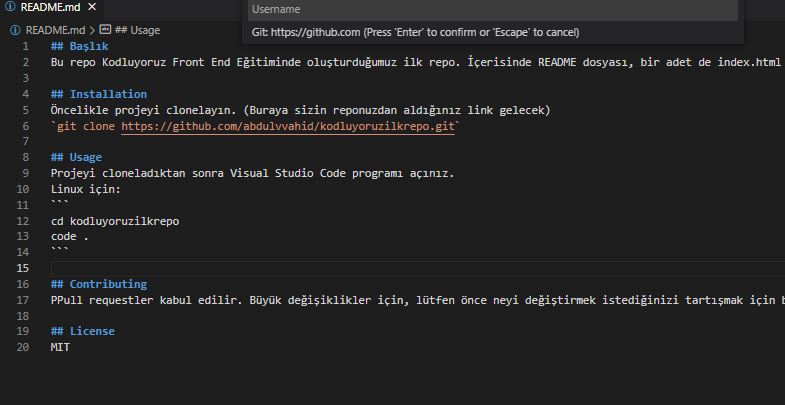 README.md
Username
Git: https://github.com (Press 'Enter' to confirm or 'Escape' to cancel)
README.md > ## Usage
1 ## Başlık
2 Bu repo Kodluyoruz Front End Eğitiminde oluşturduğumuz ilk repo. İçerisinde README dosyası, bir adet de index.html
3
4 ## Installation
5 Öncelikle projeyi clonelayın. (Buraya sizin reponuzdan aldığınız link gelecek)
6 `git clone https://github.com/abdulvvahid/kodluyoruzilkrepo.git`
7
8 ## Usage
9 Projeyi cloneladıktan sonra Visual Studio Code programı açınız.
10 Linux için:
11 ```
12 cd kodluyoruzilkrepo
13 code .
14 ```
15
16 ## Contributing
17 PPull requestler kabul edilir. Büyük değişiklikler için, lütfen önce neyi değiştirmek istediğinizi tartışmak için b
18
19 ## License
20 MIT